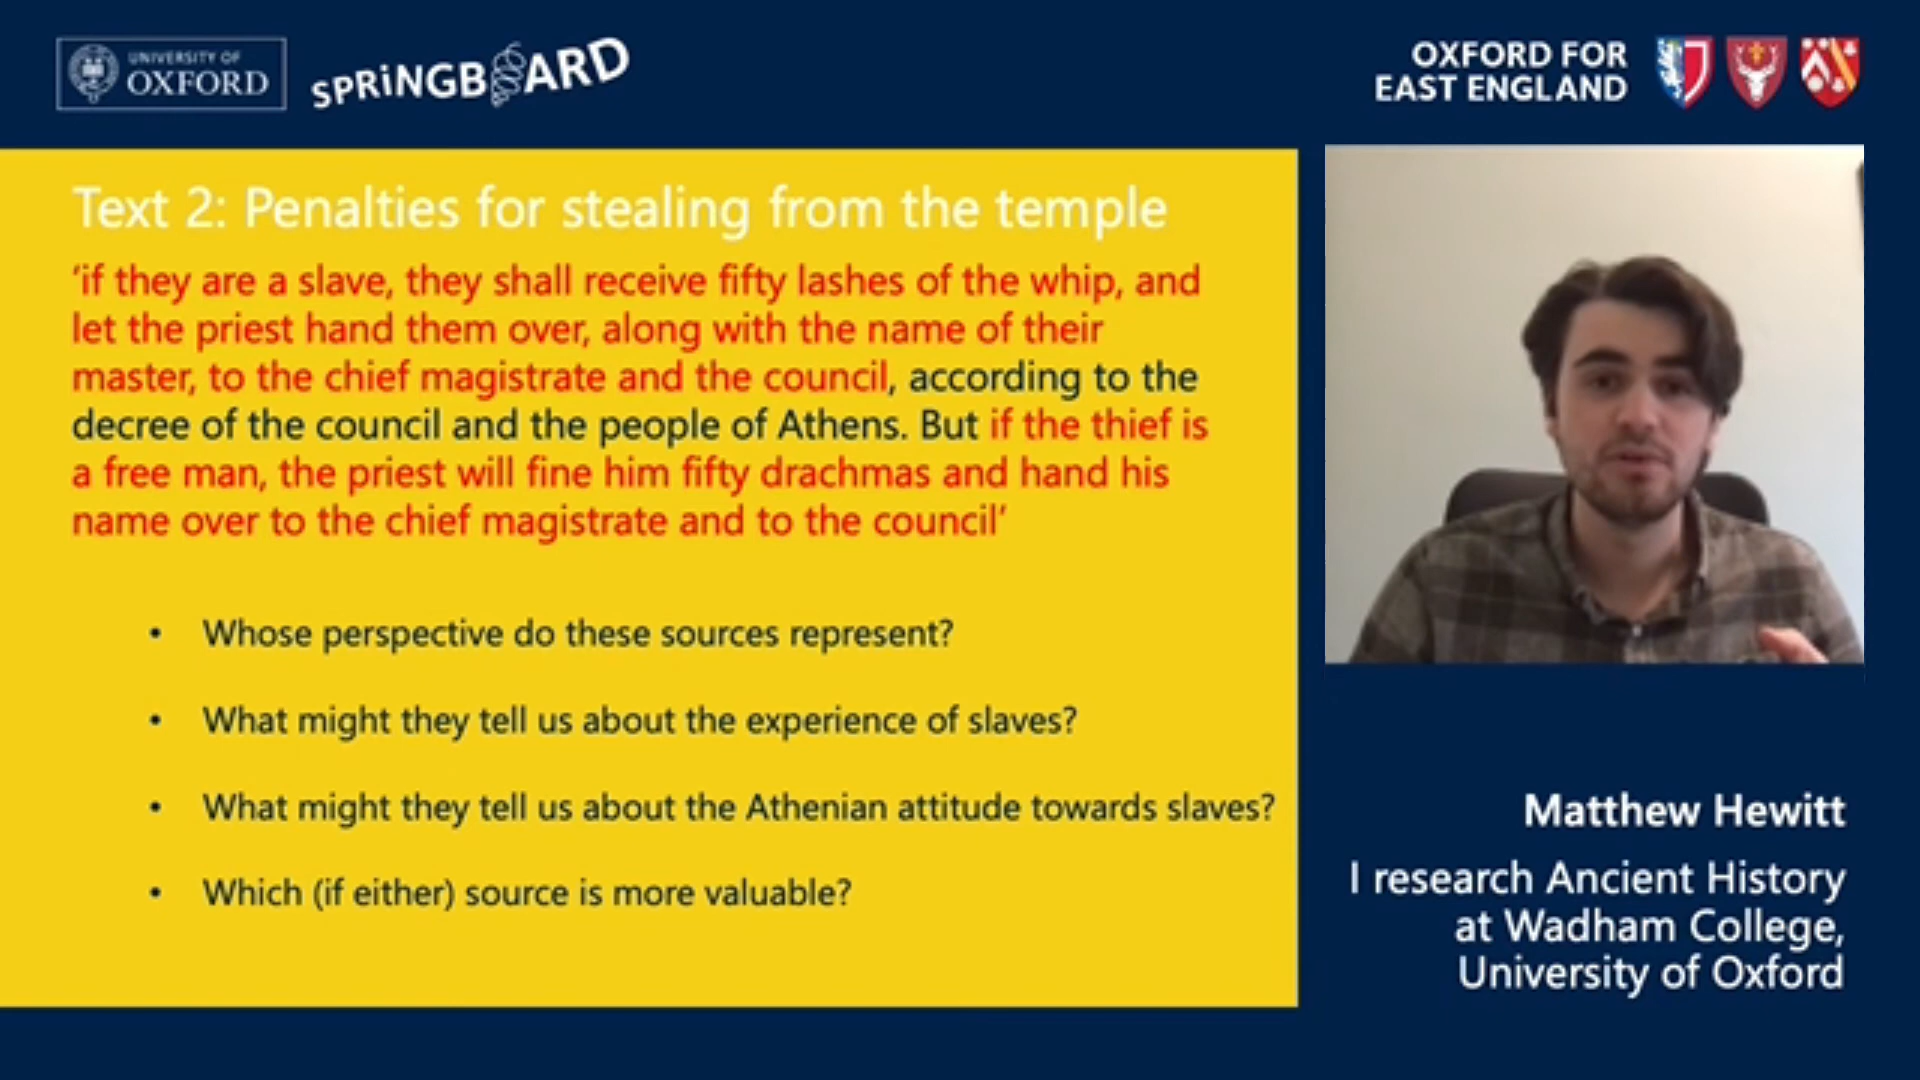 UNIVERSITY OF
OXFORD
SPRiNGBOARD
OXFORD FOR
EAST ENGLAND
Text 2: Penalties for stealing from the temple
‘if they are a slave, they shall receive fifty lashes of the whip, and
let the priest hand them over, along with the name of their
master, to the chief magistrate and the council, according to the
decree of the council and the people of Athens. But if the thief is
a free man, the priest will fine him fifty drachmas and hand his
name over to the chief magistrate and to the council’
• Whose perspective do these sources represent?
• What might they tell us about the experience of slaves?
• What might they tell us about the Athenian attitude towards slaves?
• Which (if either) source is more valuable?
Matthew Hewitt
I research Ancient History
at Wadham College,
University of Oxford